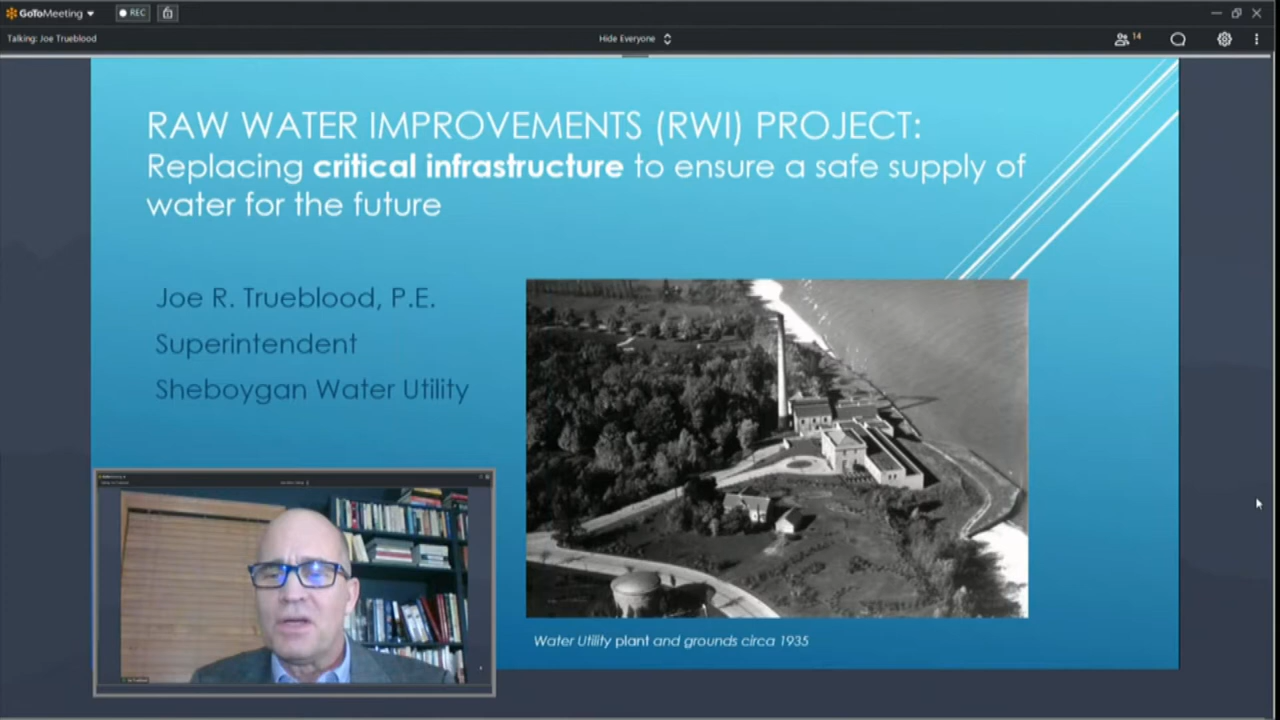 GoToMeeting
REC
Talking: Joe Trueblood
Hide Everyone
14
RAW WATER IMPROVEMENTS (RWI) PROJECT:
Replacing critical infrastructure to ensure a safe supply of
water for the future
Joe R. Trueblood, P.E.
Superintendent
Sheboygan Water Utility
Water Utility plant and grounds circa 1935